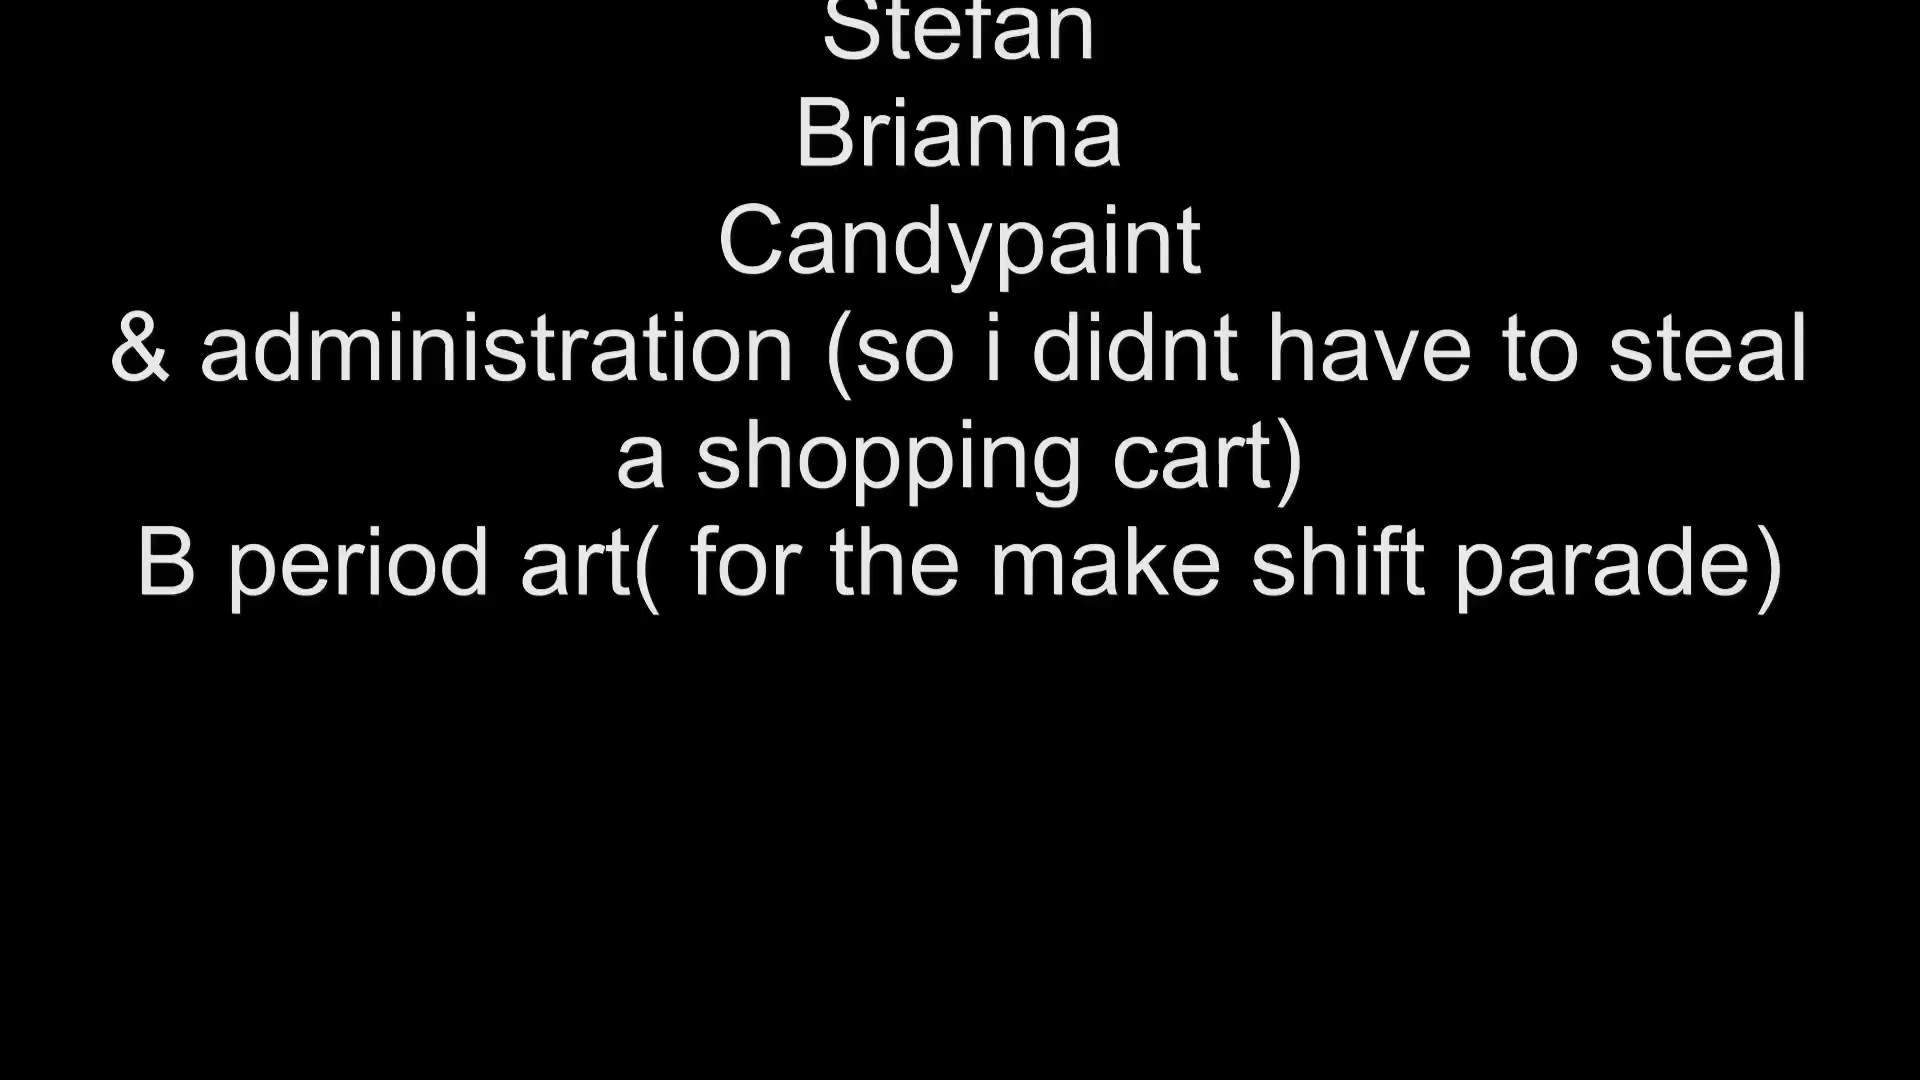 Stefan
Brianna
Candypaint
& administration (so i didnt have to steal
a shopping cart)
B period art( for the make shift parade)